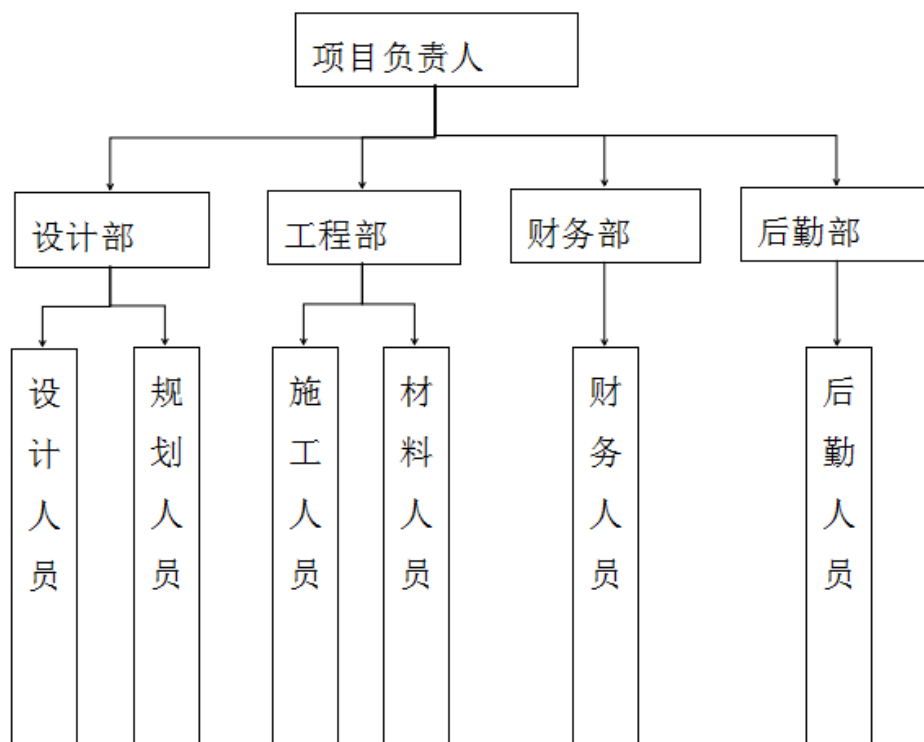 项目负责人
设计部
工程部
财务部
后勤部
设计人员
规划人员
施工人员
材料人员
财务人员
后勤人员